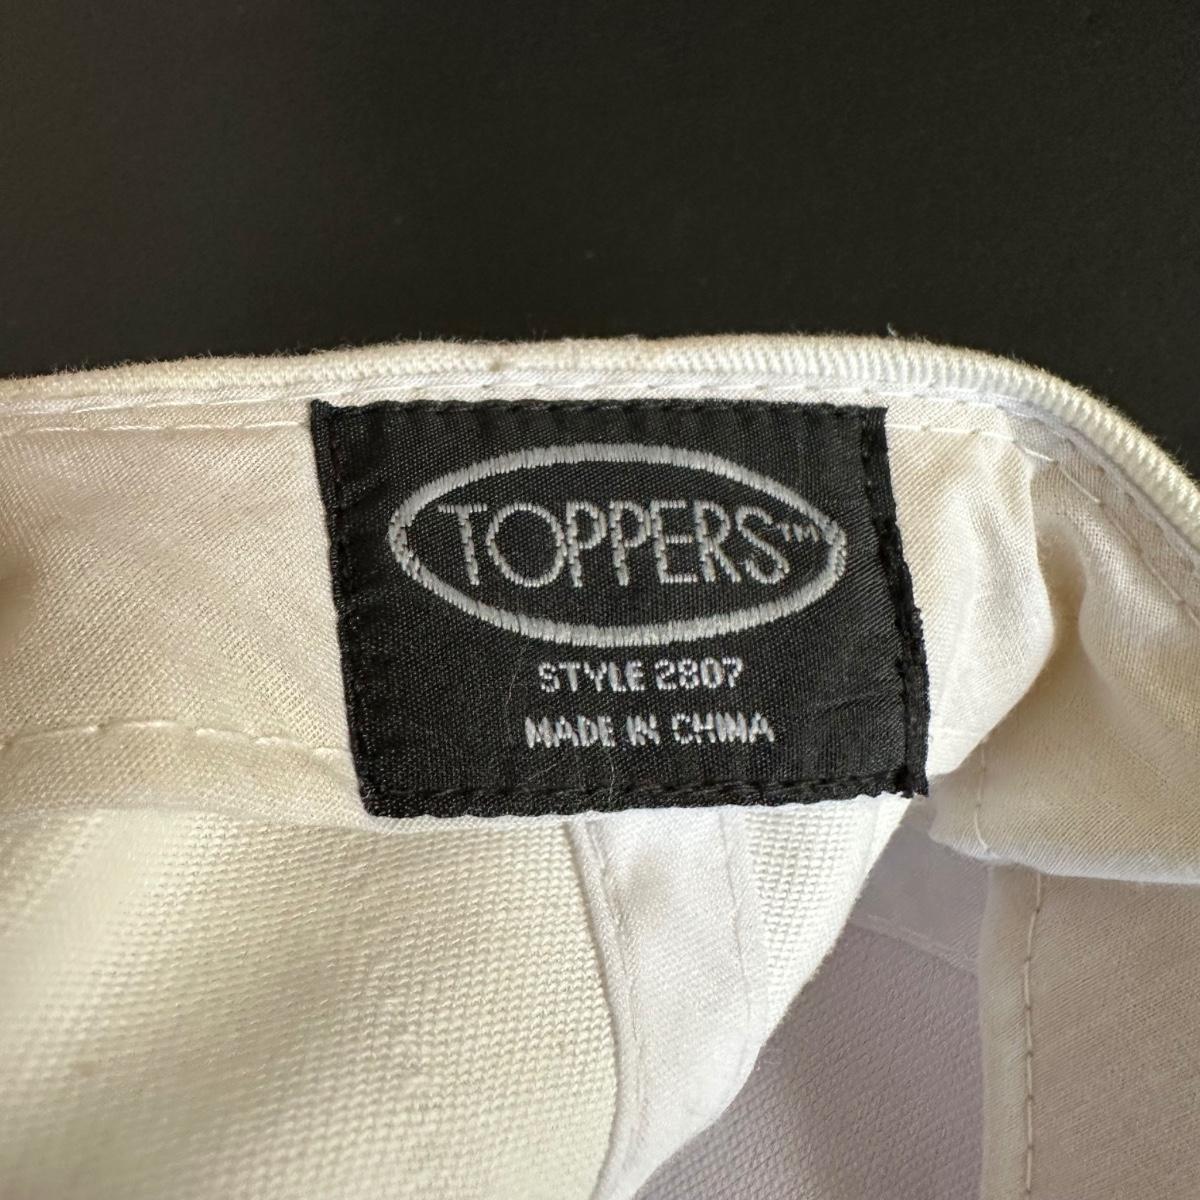 TOPPERS™
STYLE 2807
MADE IN CHINA